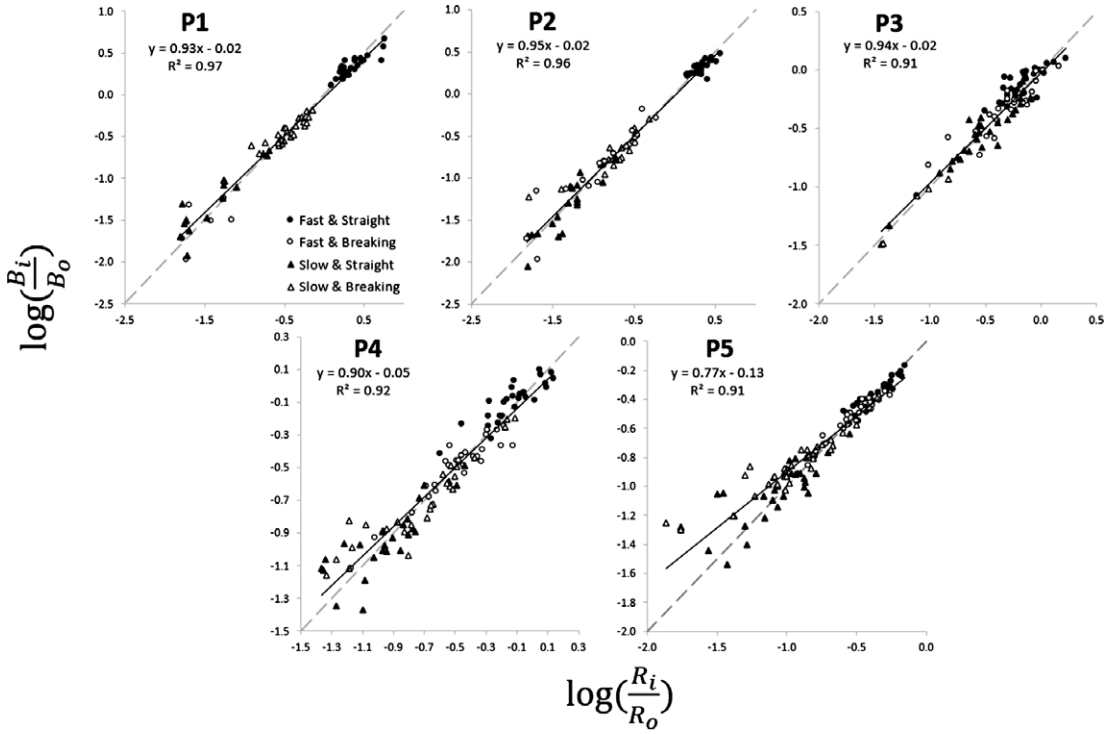 P1
y = 0.93x - 0.02
R² = 0.97
1.0
0.5
0.0
-0.5
-1.0
-1.5
-2.0
-2.5
-2.5 -1.5 -0.5 0.5
Fast & Straight
Fast & Breaking
Slow & Straight
Slow & Breaking
P2
y = 0.95x - 0.02
R² = 0.96
1.0
0.5
0.0
-0.5
-1.0
-1.5
-2.0
-2.5
-2.5 -1.5 -0.5 0.5
P3
y = 0.94x - 0.02
R² = 0.91
0.5
0.0
-0.5
-1.0
-1.5
-2.0
-2.0 -1.5 -1.0 -0.5 0.0 0.5
log(Bᵢ/Bₒ)
P4
y = 0.90x - 0.05
R² = 0.92
0.3
0.1
-0.1
-0.3
-0.5
-0.7
-0.9
-1.1
-1.3
-1.5
-1.5 -1.3 -1.1 -0.9 -0.7 -0.5 -0.3 -0.1 0.1 0.3
P5
y = 0.77x - 0.13
R² = 0.91
0.0
-0.2
-0.4
-0.6
-0.8
-1.0
-1.2
-1.4
-1.6
-1.8
-2.0
-2.0 -1.5 -1.0 -0.5 0.0
log(Rᵢ/Rₒ)